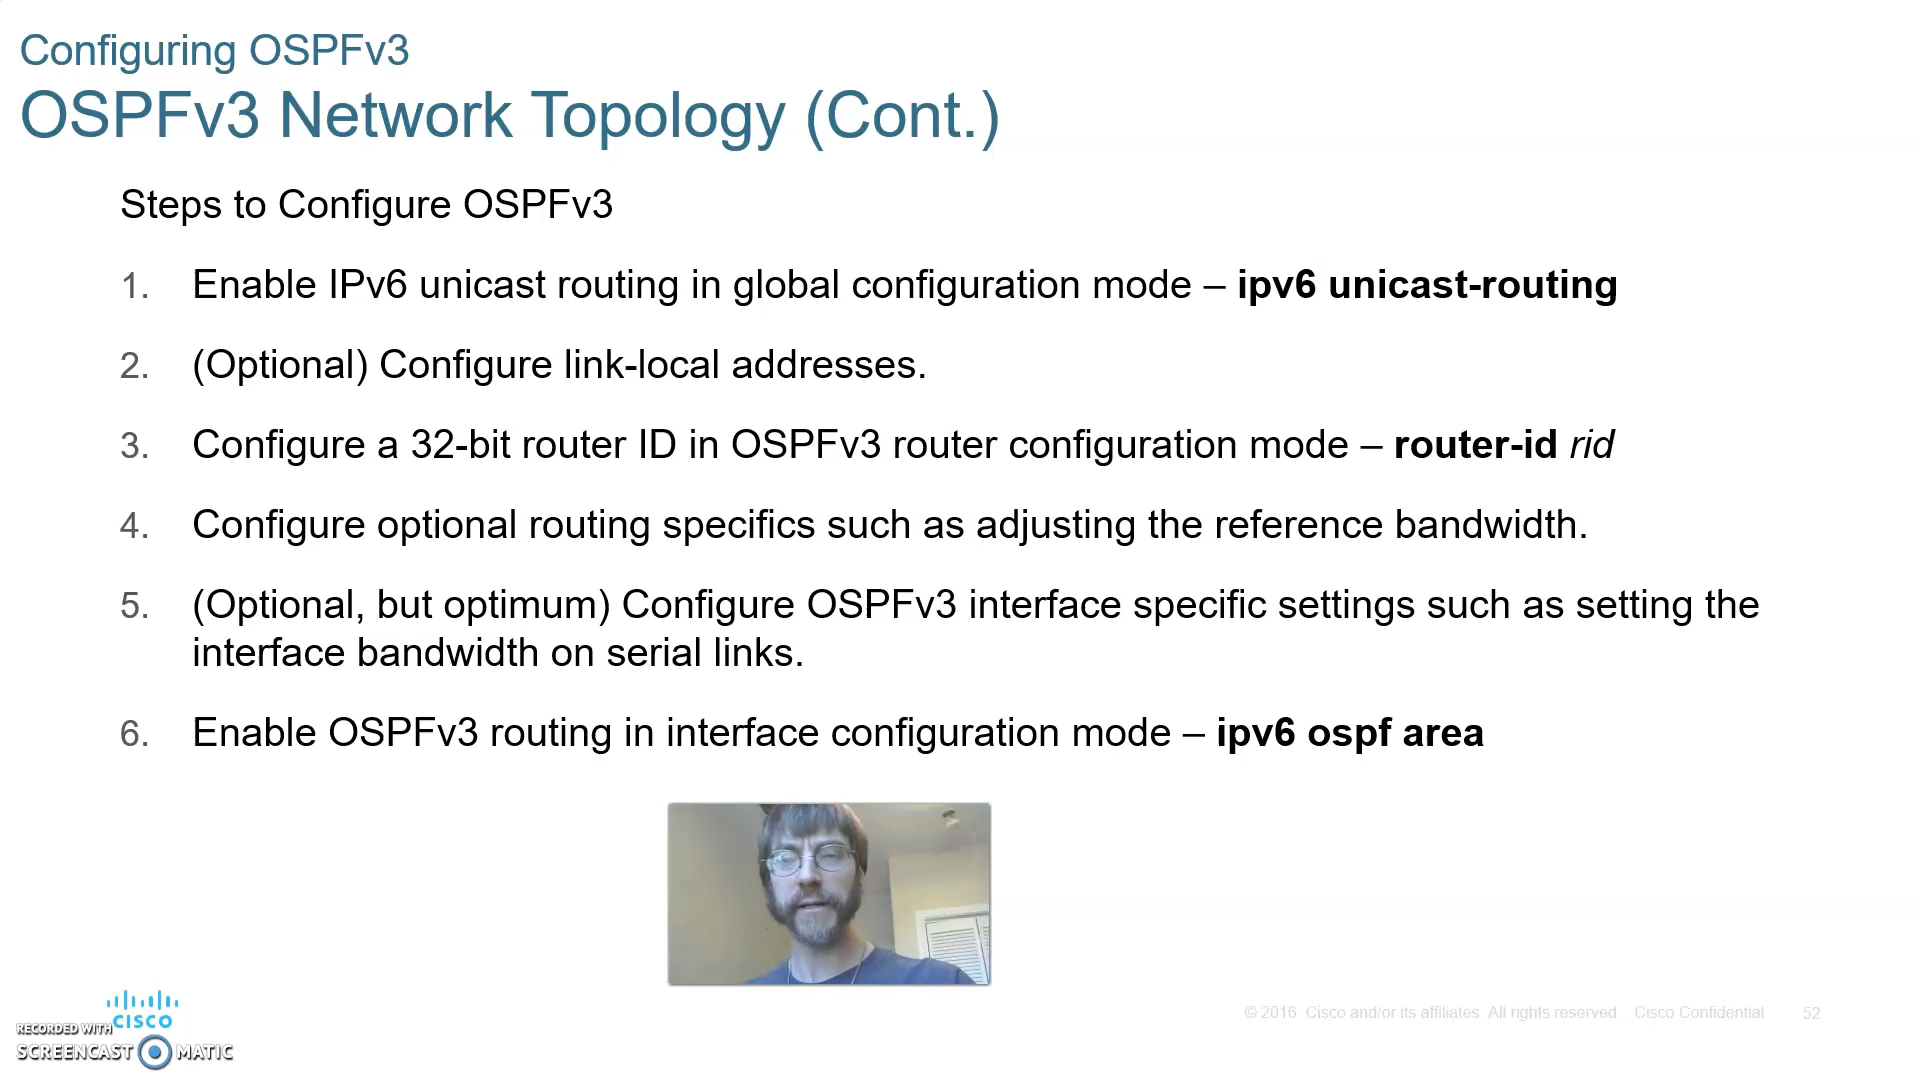 Configuring OSPFv3
OSPFv3 Network Topology (Cont.)
Steps to Configure OSPFv3
1. Enable IPv6 unicast routing in global configuration mode – ipv6 unicast-routing
2. (Optional) Configure link-local addresses.
3. Configure a 32-bit router ID in OSPFv3 router configuration mode – router-id rid
4. Configure optional routing specifics such as adjusting the reference bandwidth.
5. (Optional, but optimum) Configure OSPFv3 interface specific settings such as setting the
interface bandwidth on serial links.
6. Enable OSPFv3 routing in interface configuration mode – ipv6 ospf area
CISCO
RECORDED WITH
SCREENCAST MATIC
© 2016 Cisco and/or its affiliates. All rights reserved. Cisco Confidential 52